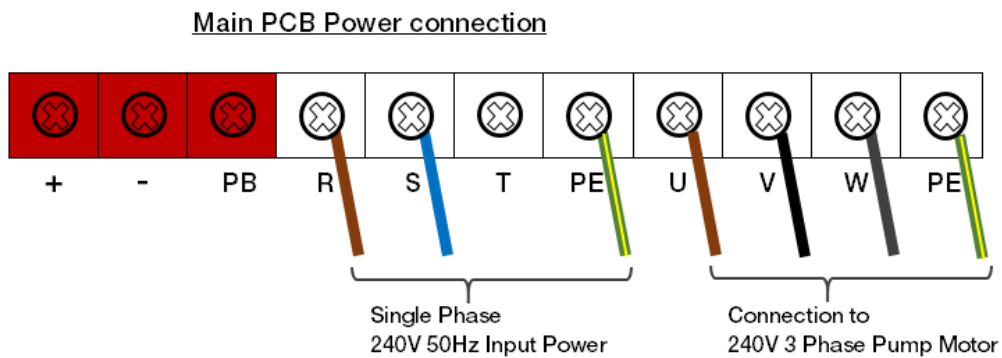 Main PCB Power connection
+ - PB R S T PE U V W PE
Single Phase
240V 50Hz Input Power
Connection to
240V 3 Phase Pump Motor